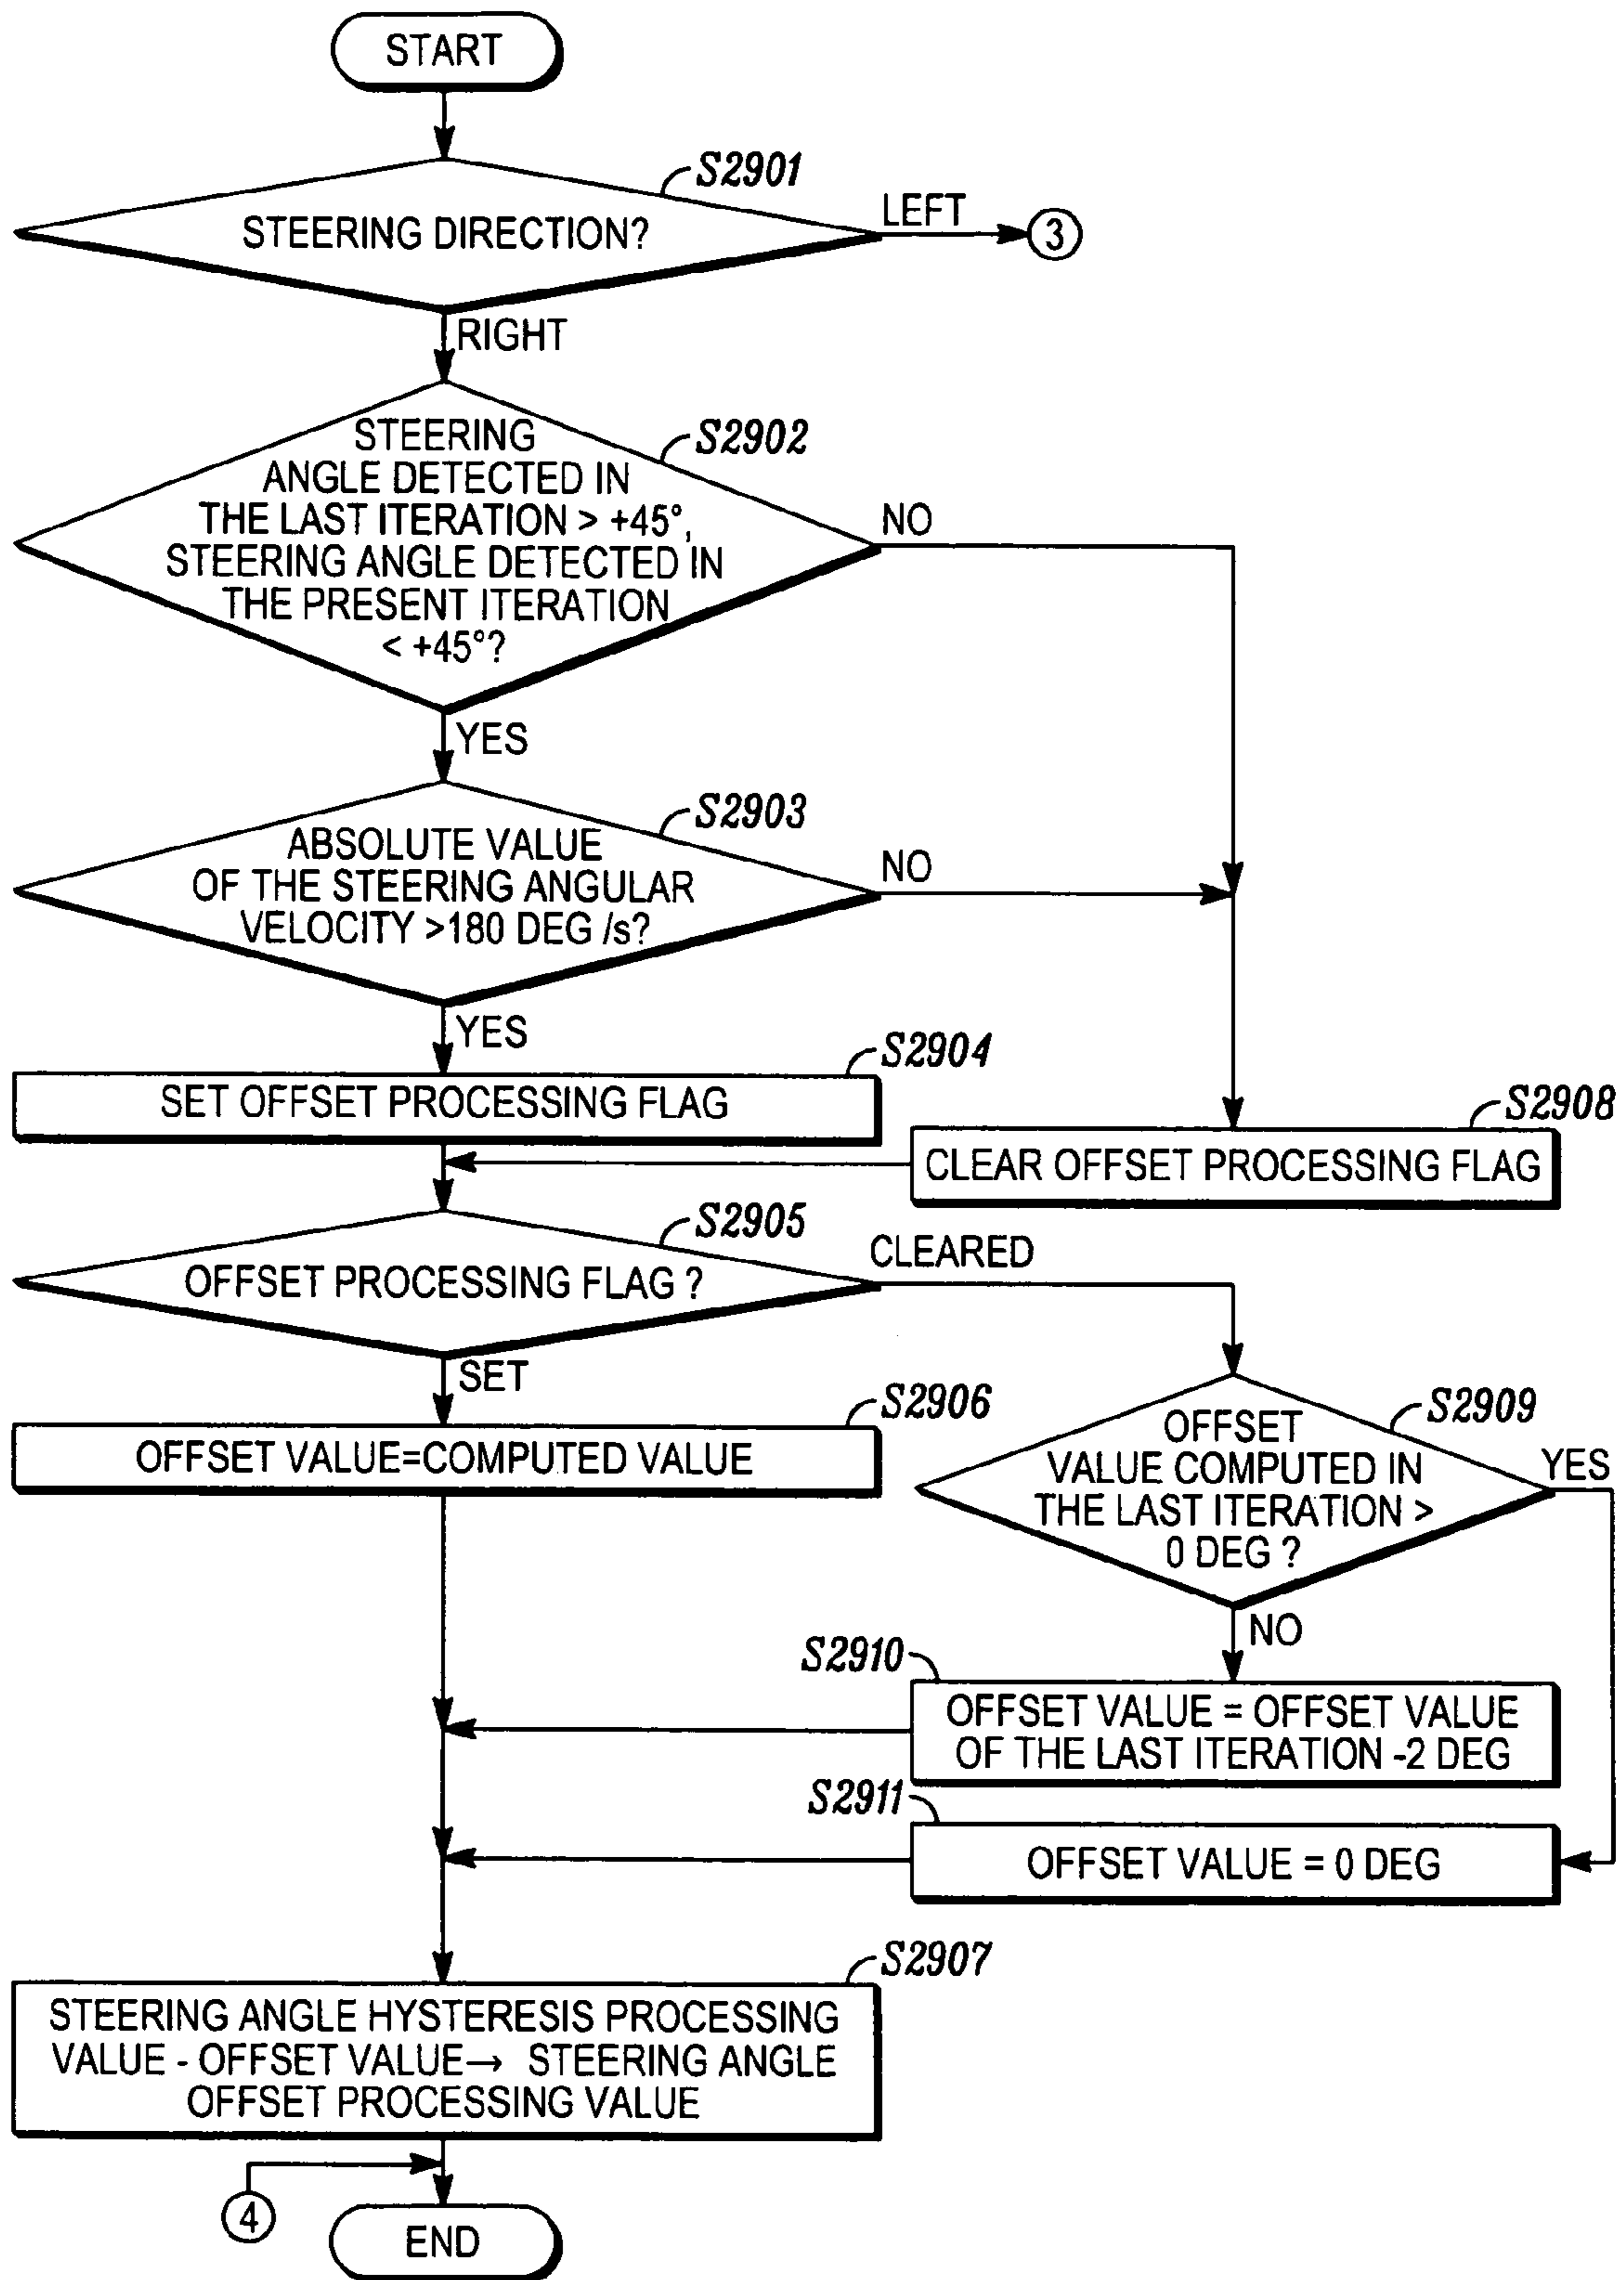 START
S2901
STEERING DIRECTION?
LEFT
3
RIGHT
S2902
STEERING
ANGLE DETECTED IN
THE LAST ITERATION > +45°,
STEERING ANGLE DETECTED IN
THE PRESENT ITERATION
< +45°?
NO
YES
S2903
ABSOLUTE VALUE
OF THE STEERING ANGULAR
VELOCITY >180 DEG /s?
NO
YES
S2904
SET OFFSET PROCESSING FLAG
S2908
CLEAR OFFSET PROCESSING FLAG
S2905
OFFSET PROCESSING FLAG ?
CLEARED
SET
S2906
OFFSET VALUE=COMPUTED VALUE
S2909
OFFSET
VALUE COMPUTED IN
THE LAST ITERATION >
0 DEG ?
YES
NO
S2910
OFFSET VALUE = OFFSET VALUE
OF THE LAST ITERATION -2 DEG
S2911
OFFSET VALUE = 0 DEG
S2907
STEERING ANGLE HYSTERESIS PROCESSING
VALUE - OFFSET VALUE→ STEERING ANGLE
OFFSET PROCESSING VALUE
4
END